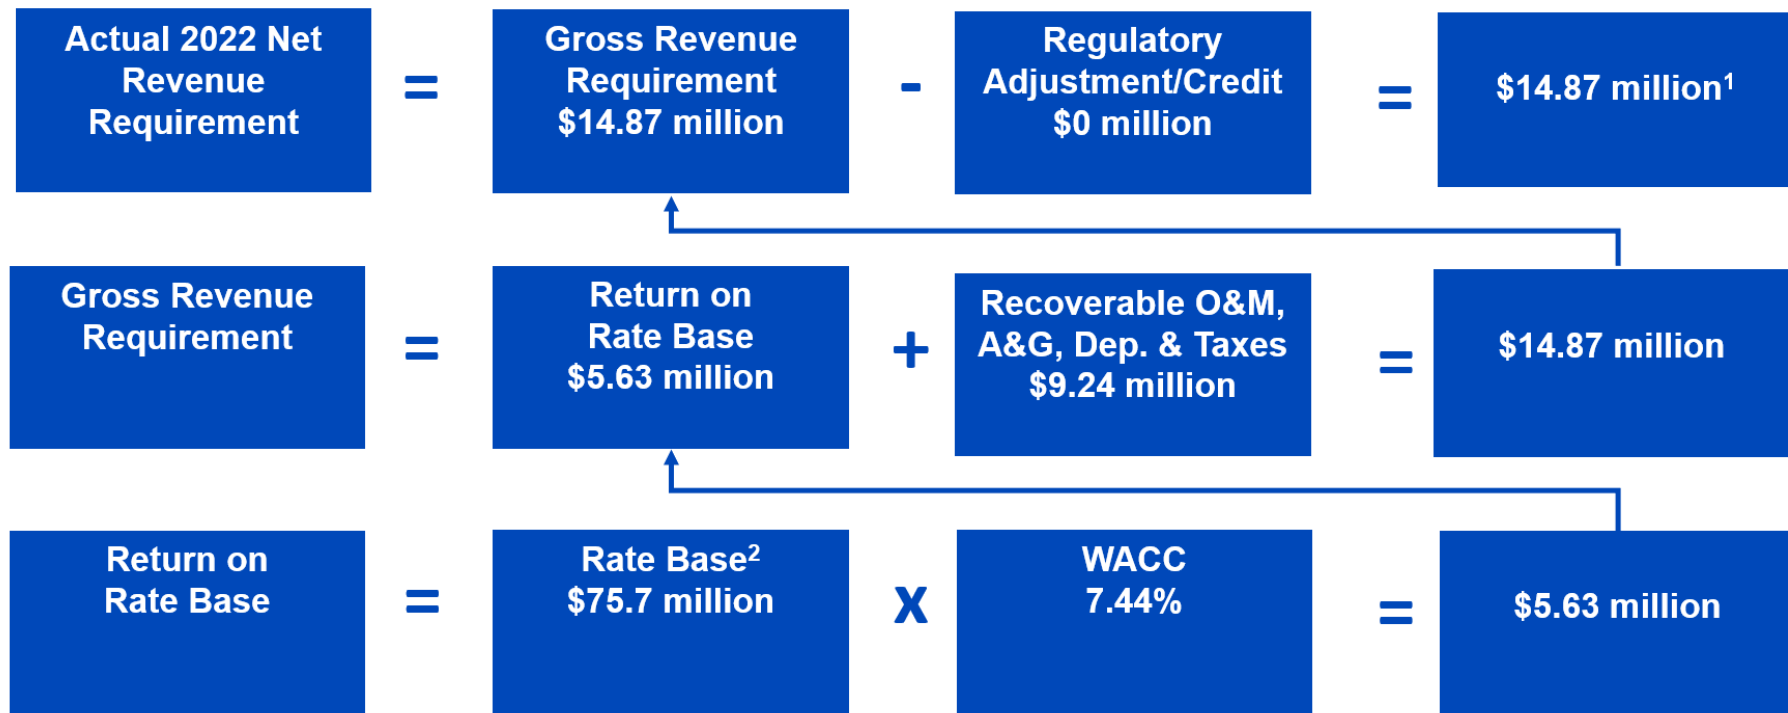 Actual 2022 Net
Revenue
Requirement
=
Gross Revenue
Requirement
$14.87 million
-
Regulatory
Adjustment/Credit
$0 million
=
$14.87 million¹
Gross Revenue
Requirement
=
Return on
Rate Base
$5.63 million
+
Recoverable O&M,
A&G, Dep. & Taxes
$9.24 million
=
$14.87 million
Return on
Rate Base
=
Rate Base²
$75.7 million
x
WACC
7.44%
=
$5.63 million